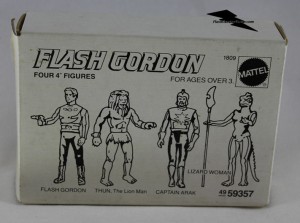 FLASH GORDON
1809
FOUR 4" FIGURES
FOR AGES OVER 3
MATTEL
LIZARD WOMAN
FLASH GORDON
THUN, The Lion Man
CAPTAIN ARAK
49 59357